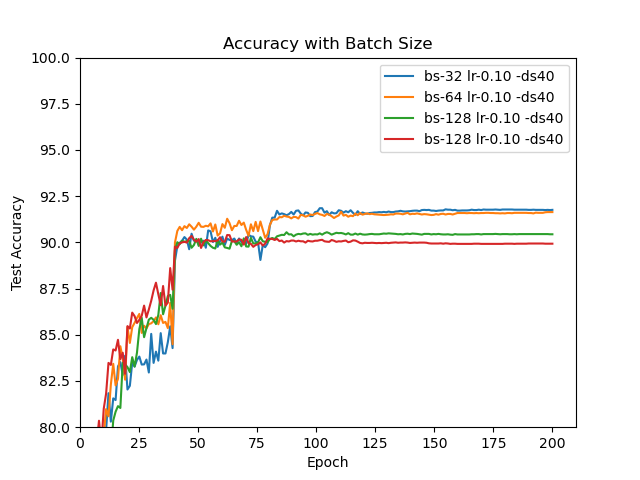 Accuracy with Batch Size
100.0
97.5
95.0
92.5
90.0
87.5
85.0
82.5
80.0
Test Accuracy
bs-32 lr-0.10 -ds40
bs-64 lr-0.10 -ds40
bs-128 lr-0.10 -ds40
bs-128 lr-0.10 -ds40
0 25 50 75 100 125 150 175 200
Epoch